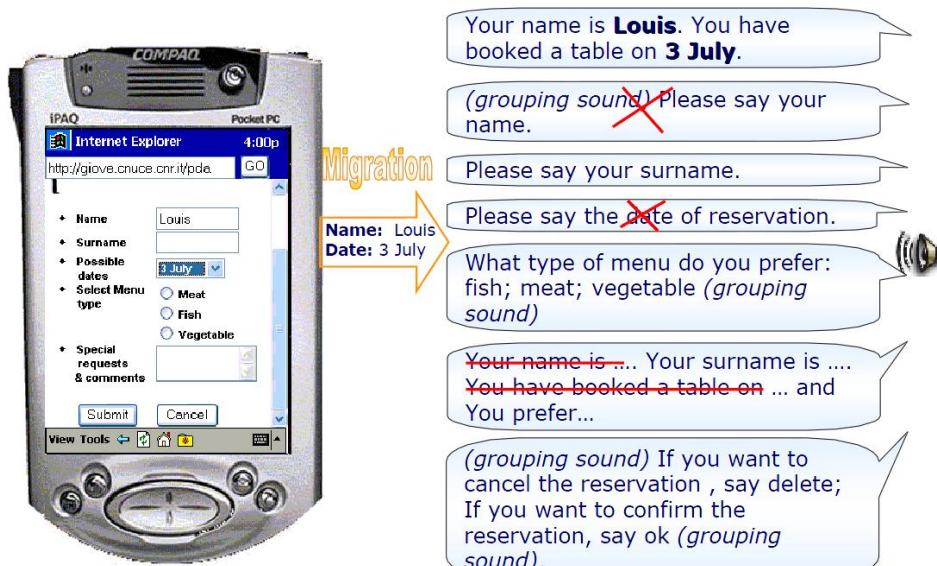 COMPAQ
iPAQ
Pocket PC
Internet Explorer 4:00p
http://giove.cnuce.cnr.it/pda GO
Name Louis
Surname
Possible
dates
3 July
Select Menu
type
Meat
Fish
Vegetable
Special
requests
& comments
Submit Cancel
View Tools
Migration
Name: Louis
Date: 3 July
Your name is Louis. You have
booked a table on 3 July.
(grouping sound) Please say your
name.
Please say your surname.
Please say the date of reservation.
What type of menu do you prefer:
fish; meat; vegetable (grouping
sound)
Your name is .... Your surname is ....
You have booked a table on ... and
You prefer...
(grouping sound) If you want to
cancel the reservation , say delete;
If you want to confirm the
reservation, say ok (grouping
sound).